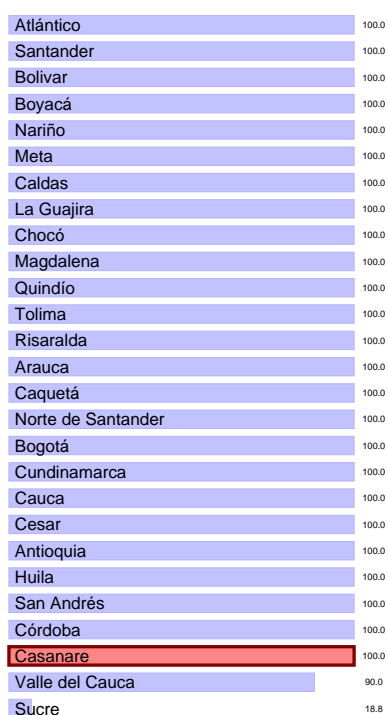 Atlántico 100.0
Santander 100.0
Bolivar 100.0
Boyacá 100.0
Nariño 100.0
Meta 100.0
Caldas 100.0
La Guajira 100.0
Chocó 100.0
Magdalena 100.0
Quindío 100.0
Tolima 100.0
Risaralda 100.0
Arauca 100.0
Caquetá 100.0
Norte de Santander 100.0
Bogotá 100.0
Cundinamarca 100.0
Cauca 100.0
Cesar 100.0
Antioquia 100.0
Huila 100.0
San Andrés 100.0
Córdoba 100.0
Casanare 100.0
Valle del Cauca 90.0
Sucre 18.8